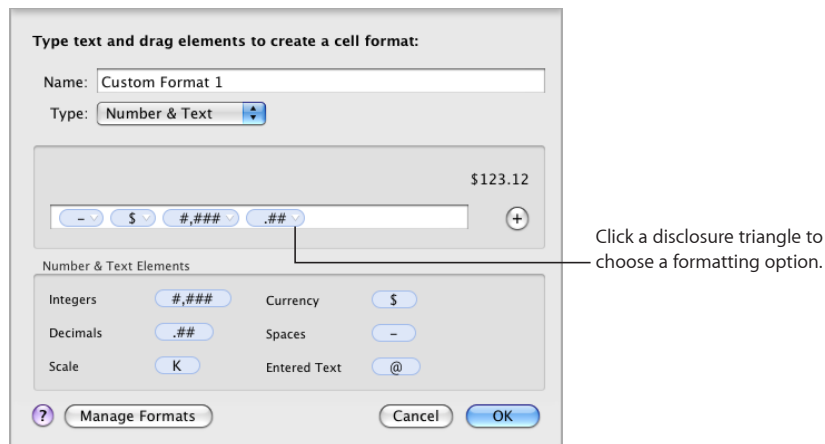 Type text and drag elements to create a cell format:
Name: Custom Format 1
Type: Number & Text
$123.12
– $ #,### .## +
Click a disclosure triangle to
choose a formatting option.
Number & Text Elements
Integers #,### Currency $
Decimals .## Spaces –
Scale K Entered Text @
? Manage Formats Cancel OK